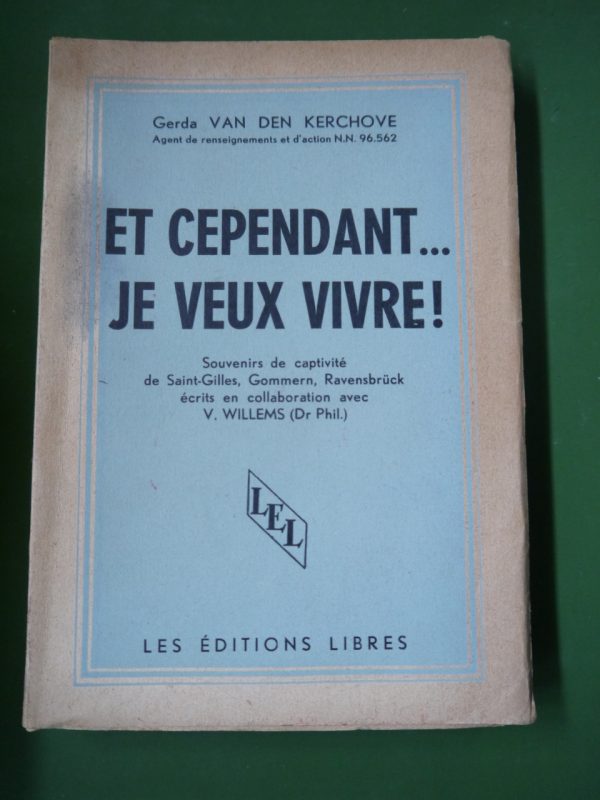 Gerda VAN DEN KERCHOVE
Agent de renseignements et d'action N.N. 96.562
ET CEPENDANT...
JE VEUX VIVRE!
Souvenirs de captivité
de Saint-Gilles, Gommern, Ravensbrück
écrits en collaboration avec
V. WILLEMS (Dr Phil.)
LEL
LES ÉDITIONS LIBRES